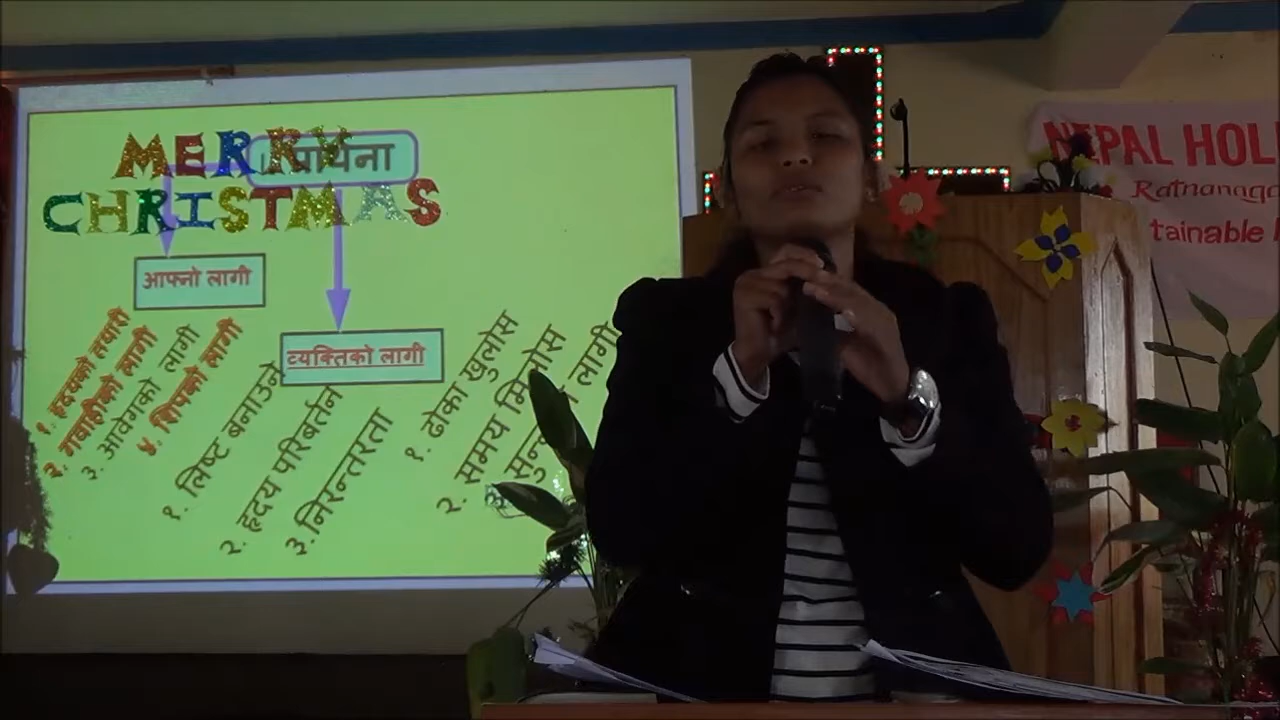 MERRY
CHRISTMAS
प्रार्थना
आफ्नो लागी
१. हृदयको तयारी
२. गवाहीको लागी
३. आवेगको लागी
४. शिपको लागी
व्यक्तिको लागी
१. लिष्ट बनाउने
२. हृदय परिबर्तन
३. निरन्तरता
१. ढोका खुलोस
२. समय मिलोस
लागी
NEPAL HOL
Ratnanaga
tainable